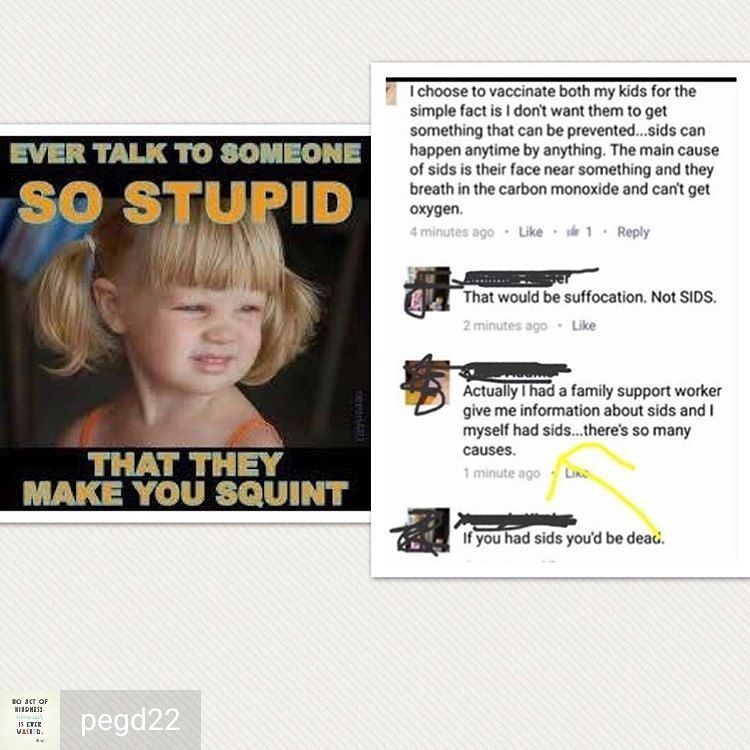 EVER TALK TO SOMEONE
SO STUPID
THAT THEY
MAKE YOU SQUINT
I choose to vaccinate both my kids for the
simple fact is I don't want them to get
something that can be prevented...sids can
happen anytime by anything. The main cause
of sids is their face near something and they
breath in the carbon monoxide and can't get
oxygen.
4 minutes ago · Like · 1 · Reply
That would be suffocation. Not SIDS.
2 minutes ago · Like
Actually I had a family support worker
give me information about sids and I
myself had sids...there's so many
causes.
1 minute ago · Like
If you had sids you'd be dead.
NO ACT OF
KINDNESS
IS EVER
WASTED.
pegd22